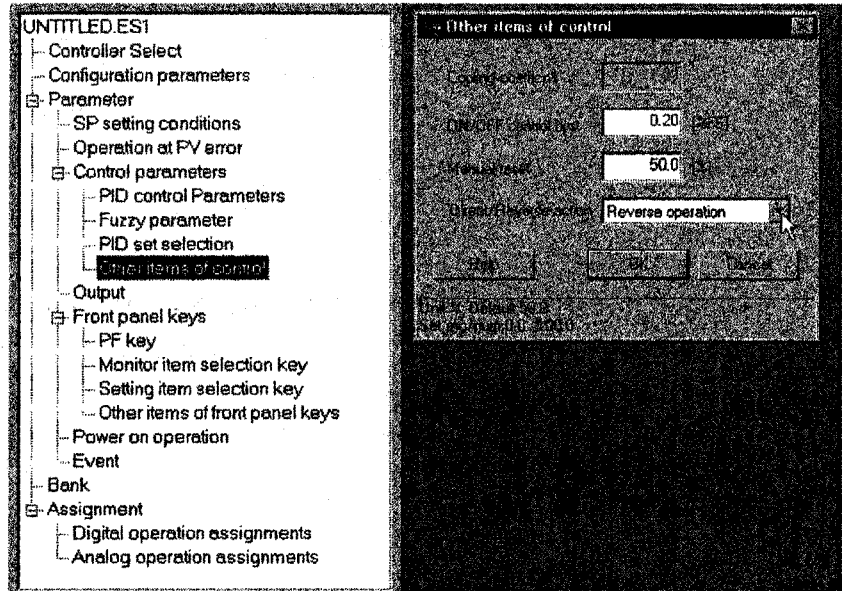 UNTITLED.ES1
Controller Select
Configuration parameters
Parameter
SP setting conditions
Operation at PV error
Control parameters
PID control Parameters
Fuzzy parameter
PID set selection
Other items of control
Output
Front panel keys
PF key
Monitor item selection key
Setting item selection key
Other items of front panel keys
Power on operation
Event
Bank
Assignment
Digital operation assignments
Analog operation assignments
Other items of control
0.20
Manual reset 50.0
Reverse operation